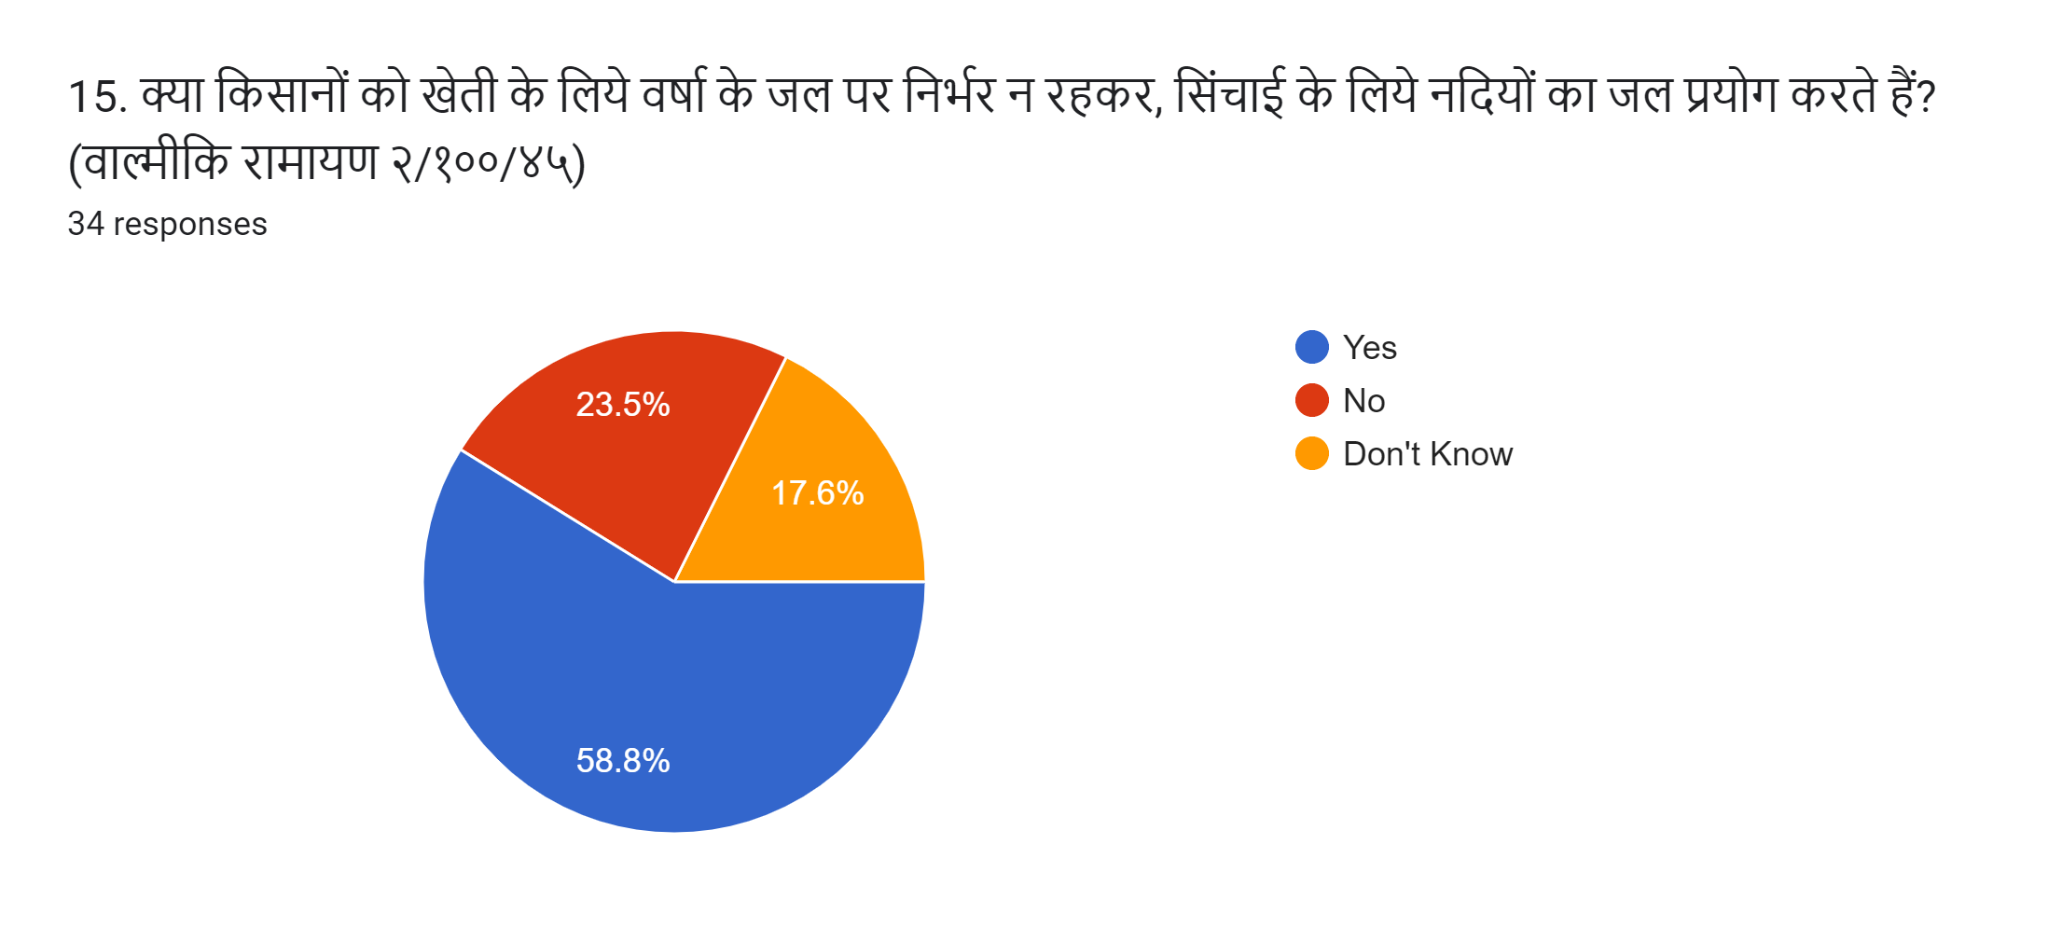 15. क्या किसानों को खेती के लिये वर्षा के जल पर निर्भर न रहकर, सिंचाई के लिये नदियों का जल प्रयोग करते हैं?
(वाल्मीकि रामायण २/१००/४५)
34 responses
Yes
No
Don't Know
23.5%
17.6%
58.8%